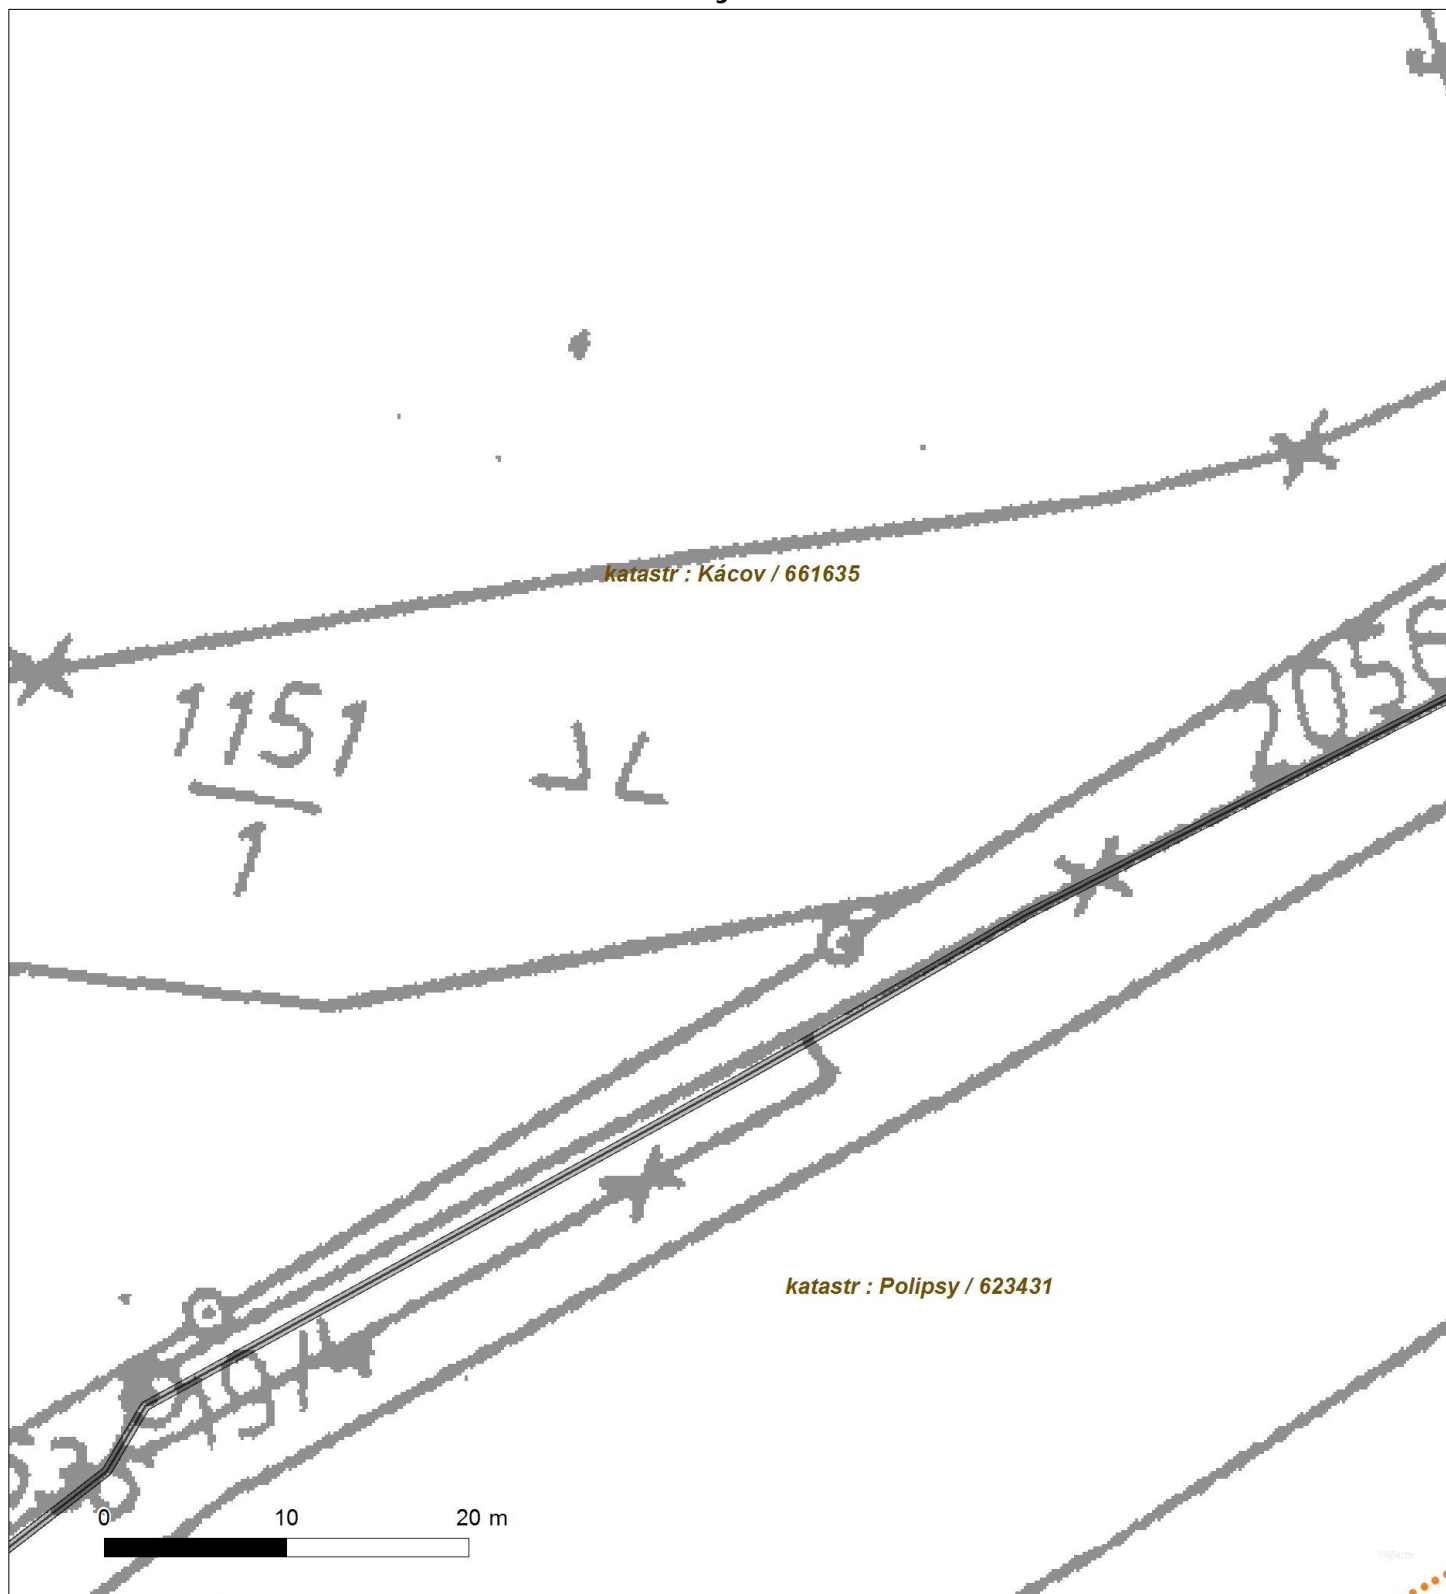 katastr : Kácov / 661635
2056
1151
1
katastr : Polipsy / 623431
0 10 20 m